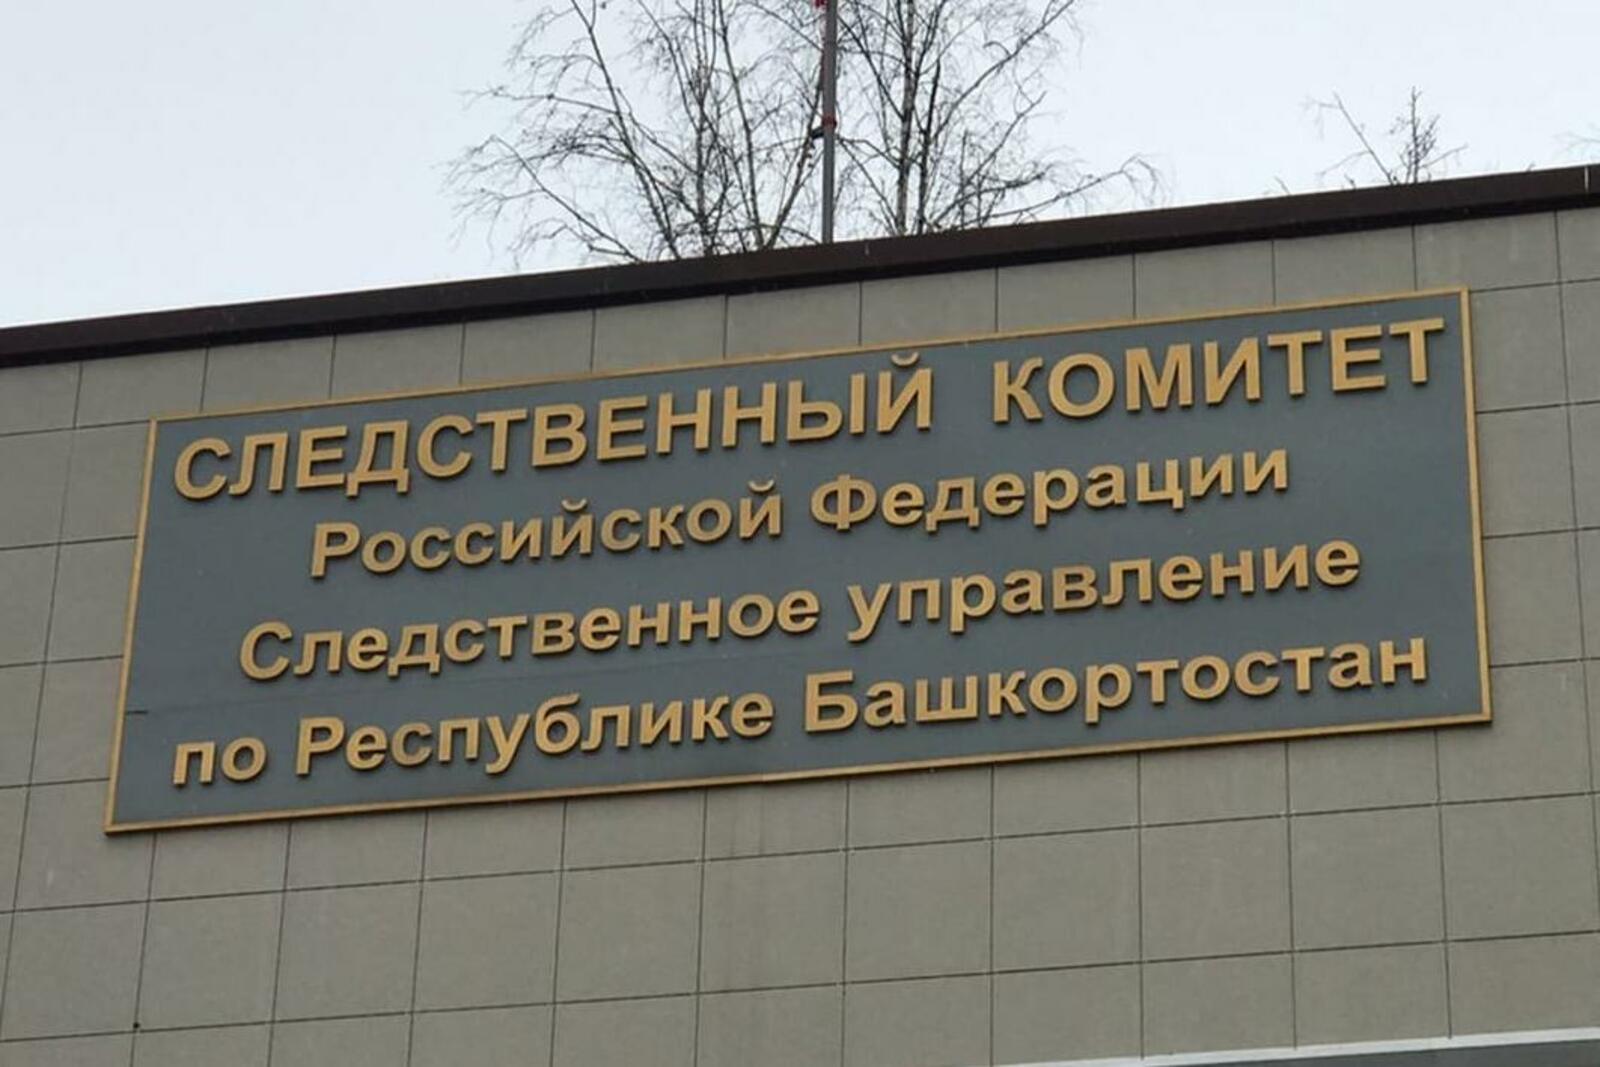 СЛЕДСТВЕННЫЙ КОМИТЕТ
Российской Федерации
Следственное управление
по Республике Башкортостан